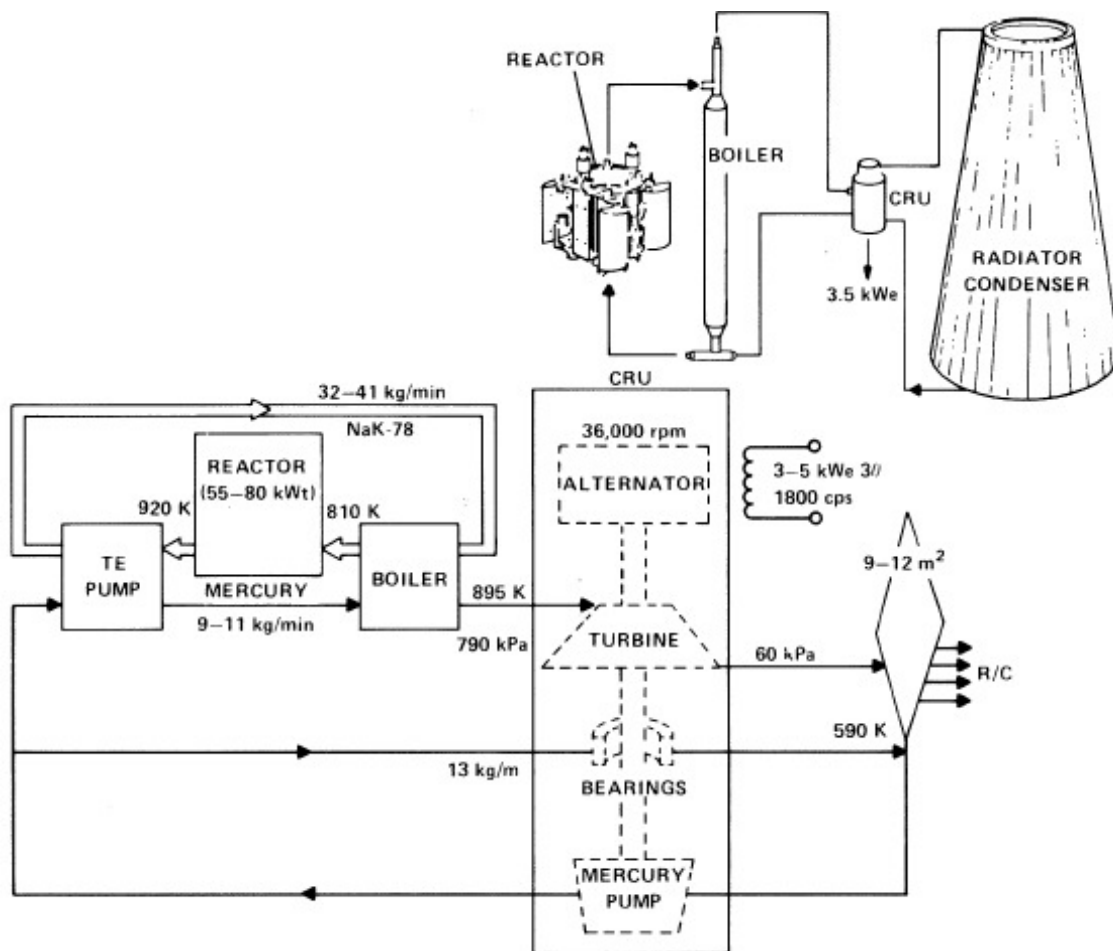 REACTOR
BOILER
CRU
3.5 kWe
RADIATOR
CONDENSER
CRU
32–41 kg/min
NaK-78
36,000 rpm
ALTERNATOR
3–5 kWe 3//
1800 cps
REACTOR
(55–80 kWt)
920 K
810 K
TE
PUMP
BOILER
MERCURY
9–11 kg/min
895 K
790 kPa
TURBINE
60 kPa
9–12 m²
R/C
590 K
13 kg/m
BEARINGS
MERCURY
PUMP